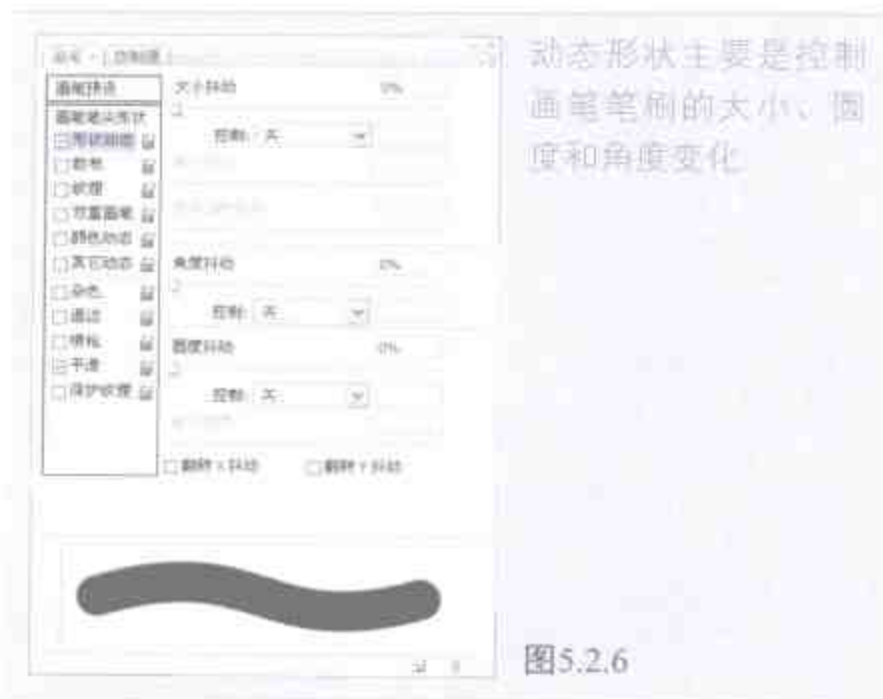 画笔预设
大小抖动 0%
画笔笔尖形状
控制: 关
形状动态
散布
纹理
双重画笔
颜色动态
其它动态
角度抖动 0%
杂色
控制: 关
湿边
喷枪
圆度抖动 0%
平滑
保护纹理
控制: 关
翻转 X 抖动
翻转 Y 抖动
动态形状主要是控制
画笔笔刷的大小、圆
度和角度变化
图5.2.6